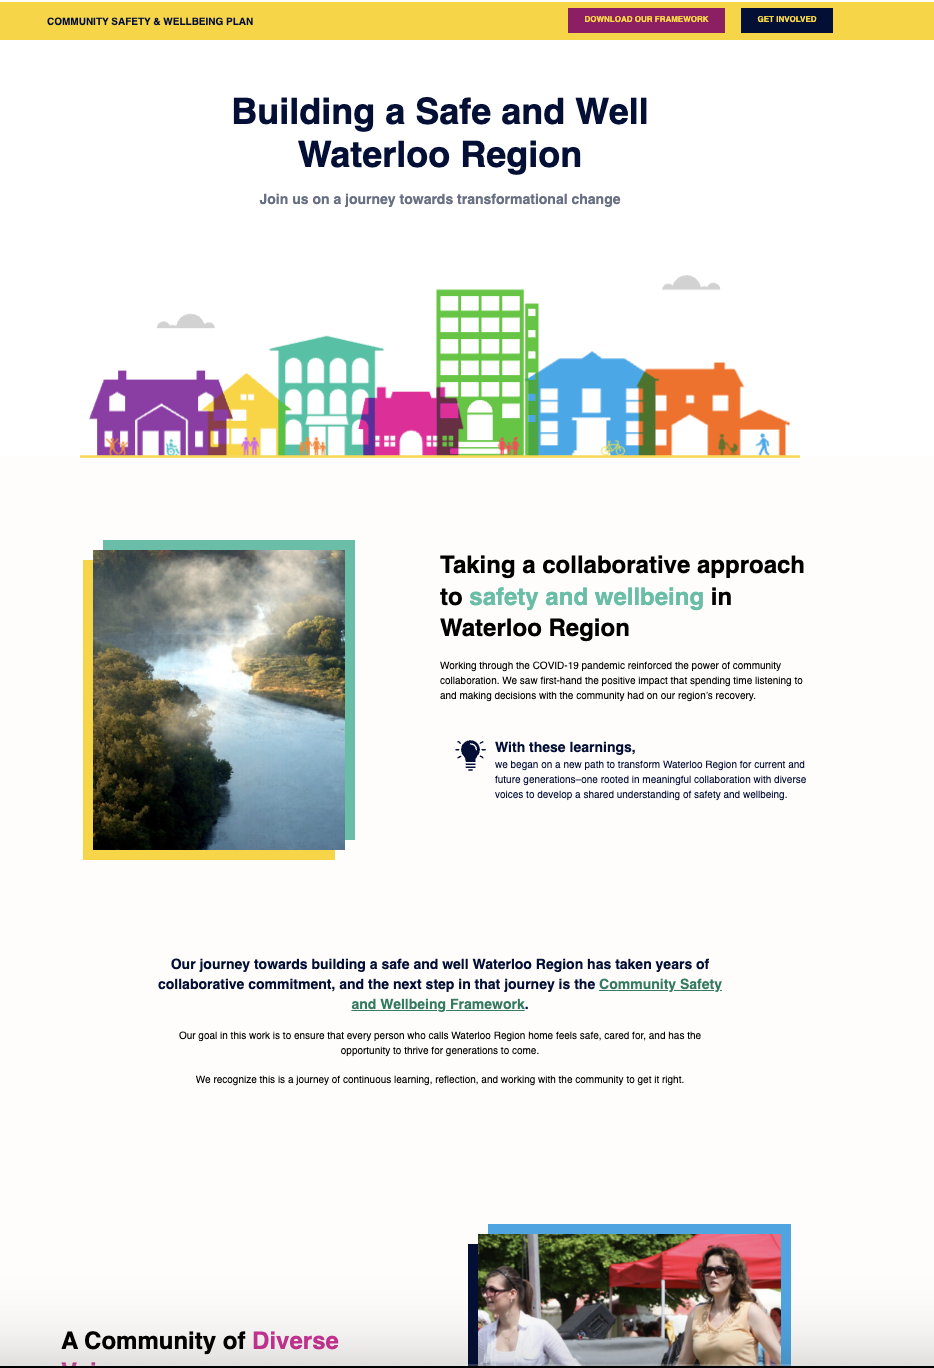 COMMUNITY SAFETY & WELLBEING PLAN
DOWNLOAD OUR FRAMEWORK
GET INVOLVED
Building a Safe and Well
Waterloo Region
Join us on a journey towards transformational change
Taking a collaborative approach
to safety and wellbeing in
Waterloo Region
Working through the COVID-19 pandemic reinforced the power of community
collaboration. We saw first-hand the positive impact that spending time listening to
and making decisions with the community had on our region's recovery.
With these learnings,
we began on a new path to transform Waterloo Region for current and
future generations–one rooted in meaningful collaboration with diverse
voices to develop a shared understanding of safety and wellbeing.
Our journey towards building a safe and well Waterloo Region has taken years of
collaborative commitment, and the next step in that journey is the Community Safety
and Wellbeing Framework.
Our goal in this work is to ensure that every person who calls Waterloo Region home feels safe, cared for, and has the
opportunity to thrive for generations to come.
We recognize this is a journey of continuous learning, reflection, and working with the community to get it right.
A Community of Diverse